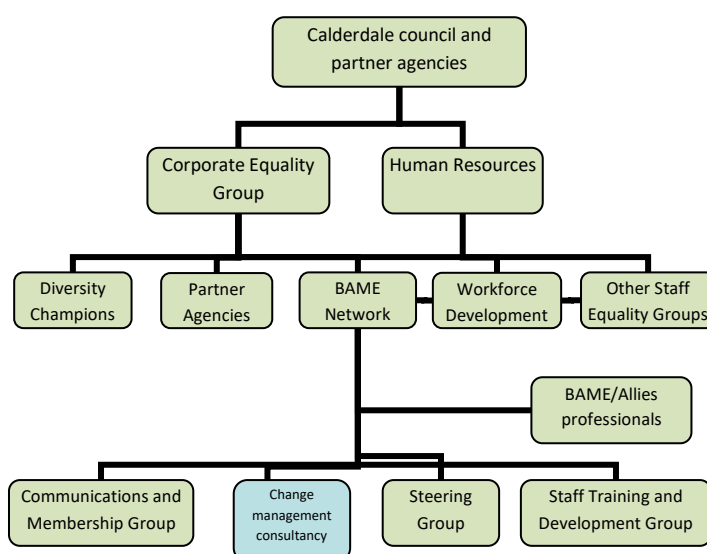 Calderdale council and
partner agencies
Corporate Equality
Group
Human Resources
Diversity
Champions
Partner
Agencies
BAME
Network
Workforce
Development
Other Staff
Equality Groups
BAME/Allies
professionals
Communications and
Membership Group
Change
management
consultancy
Steering
Group
Staff Training and
Development Group